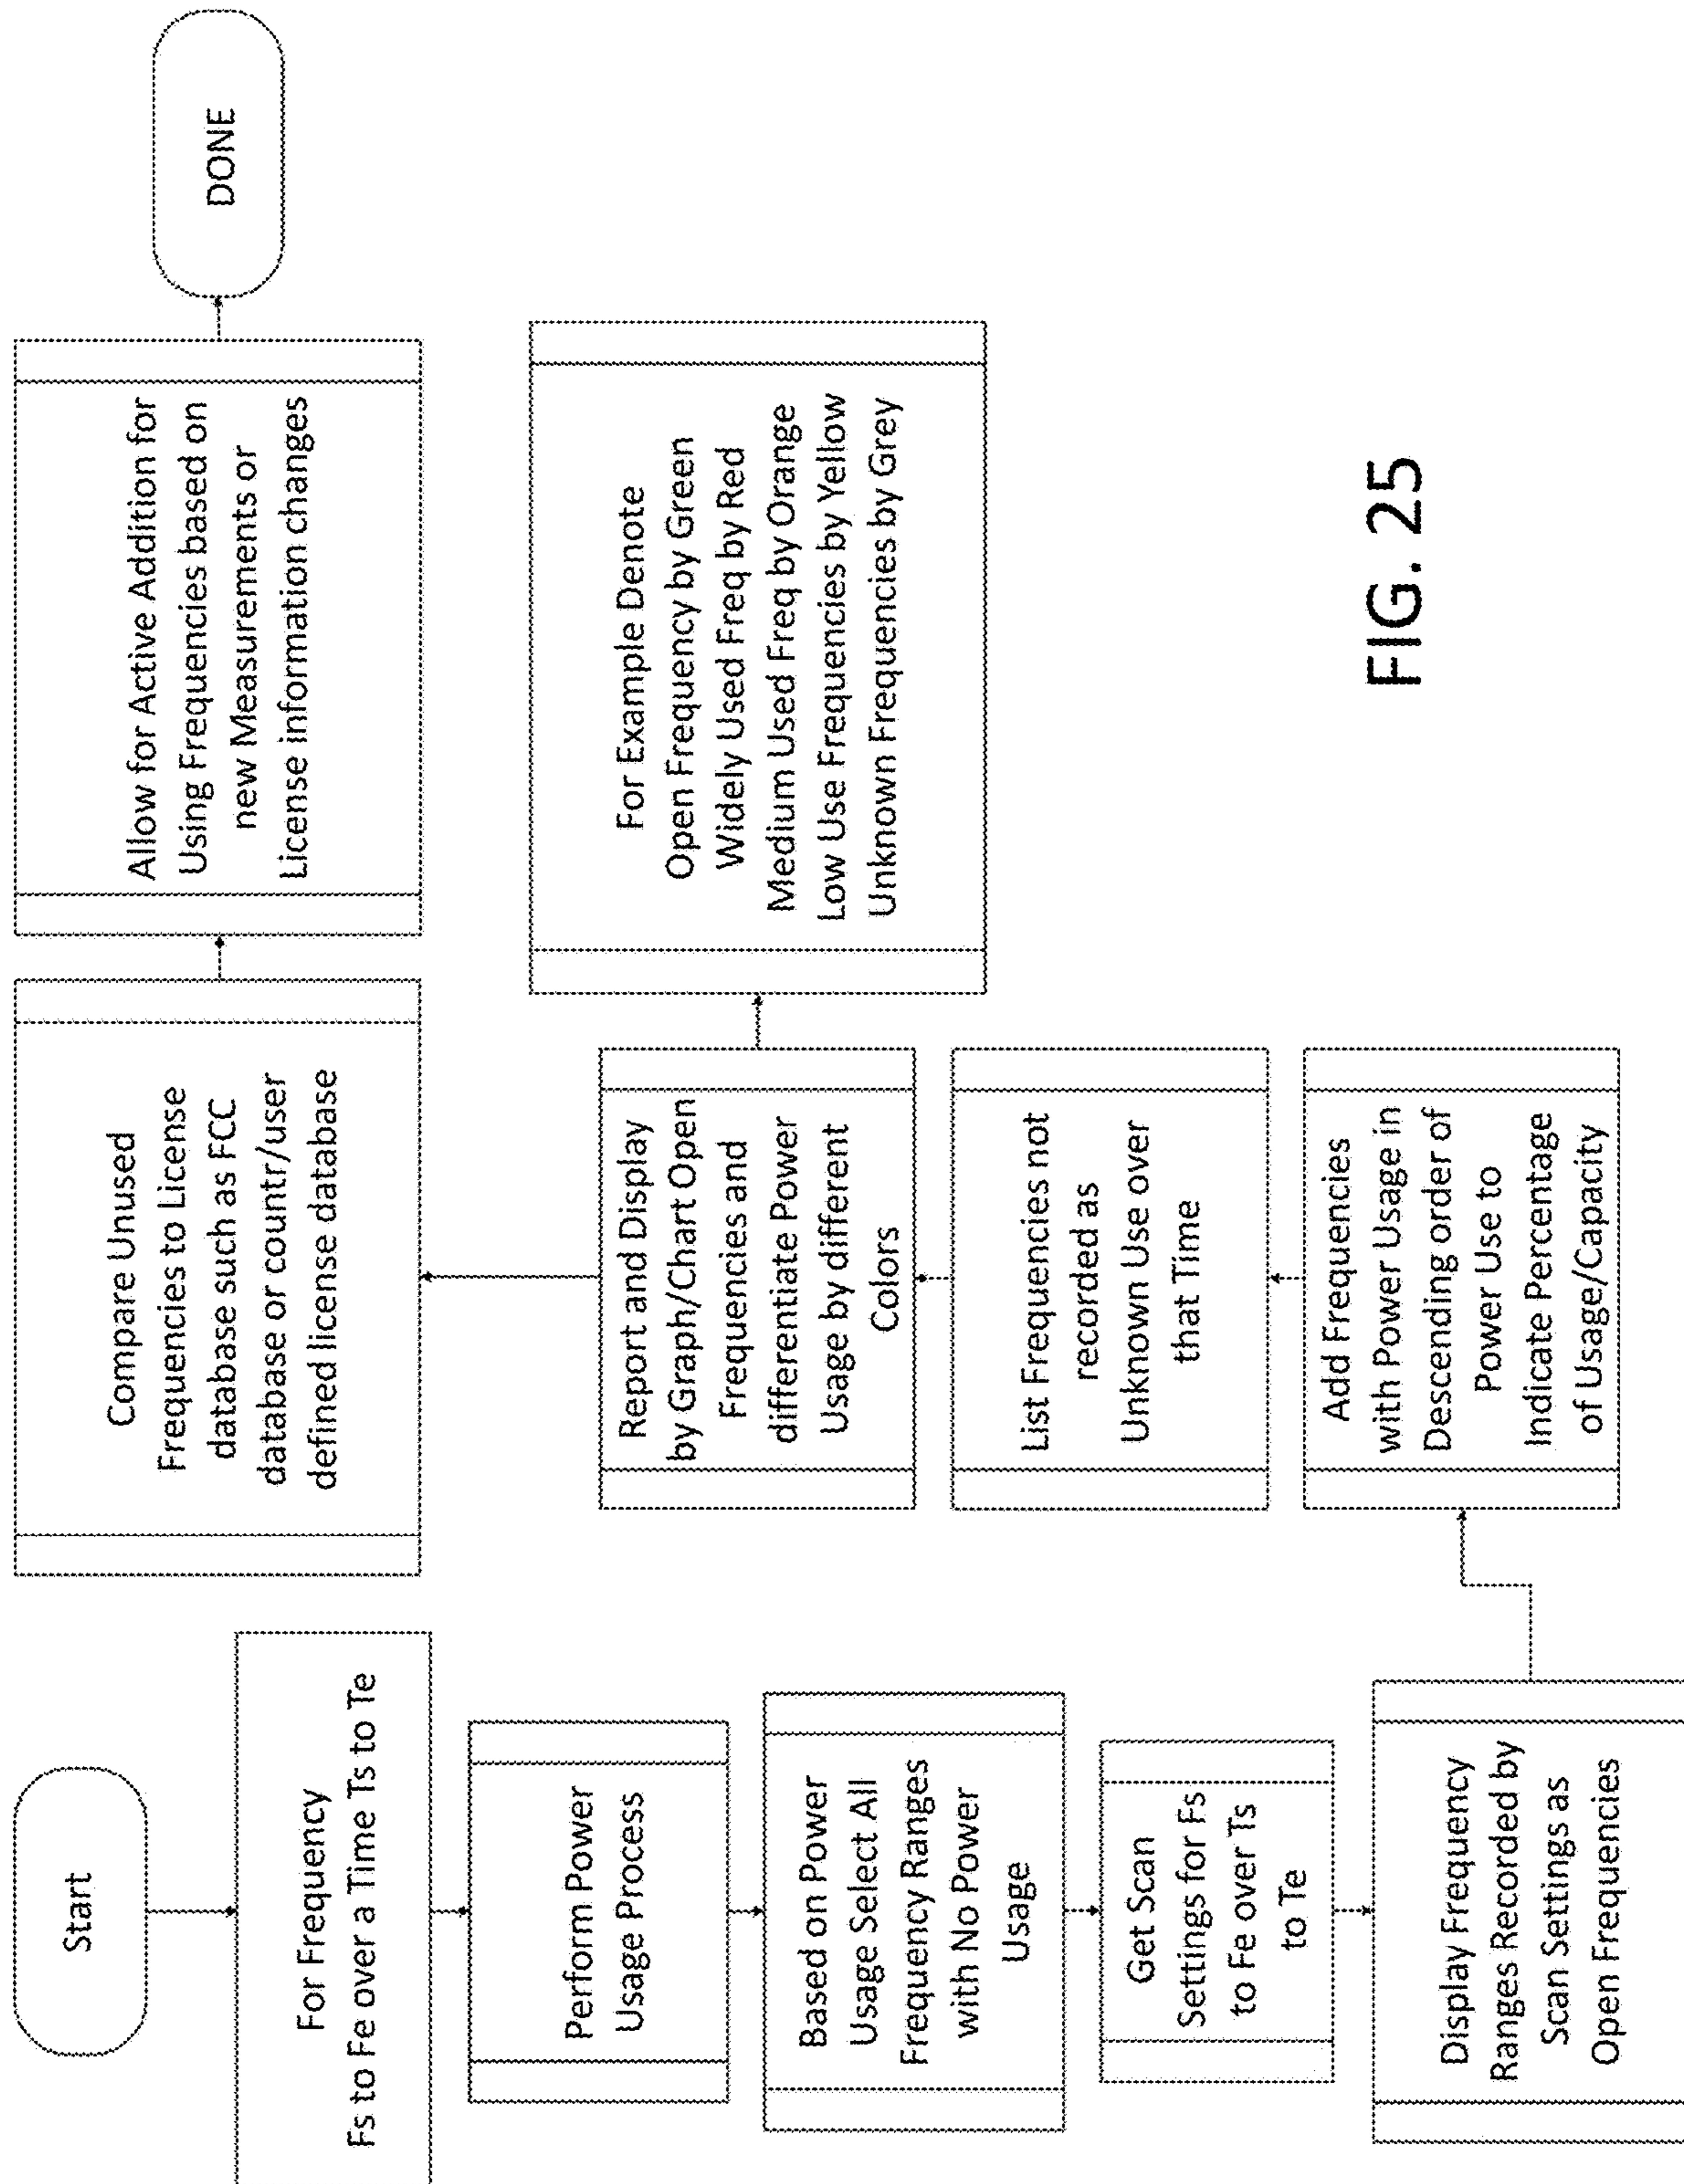 Start
For Frequency
Fs to Fe over a Time Ts to Te
Perform Power
Usage Process
Based on Power
Usage Select All
Frequency Ranges
with No Power
Usage
Get Scan
Settings for Fs
to Fe over Ts
to Te
Display Frequency
Ranges Recorded by
Scan Settings as
Open Frequencies
Add Frequencies
with Power Usage in
Descending order of
Power Use to
Indicate Percentage
of Usage/Capacity
List Frequencies not
recorded as
Unknown Use over
that Time
Report and Display
by Graph/Chart Open
Frequencies and
differentiate Power
Usage by different
Colors
For Example Denote
Open Frequency by Green
Widely Used Freq by Red
Medium Used Freq by Orange
Low Use Frequencies by Yellow
Unknown Frequencies by Grey
Compare Unused
Frequencies to License
database such as FCC
database or countr/user
defined license database
Allow for Active Addition for
Using Frequencies based on
new Measurements or
License information changes
DONE
FIG. 25